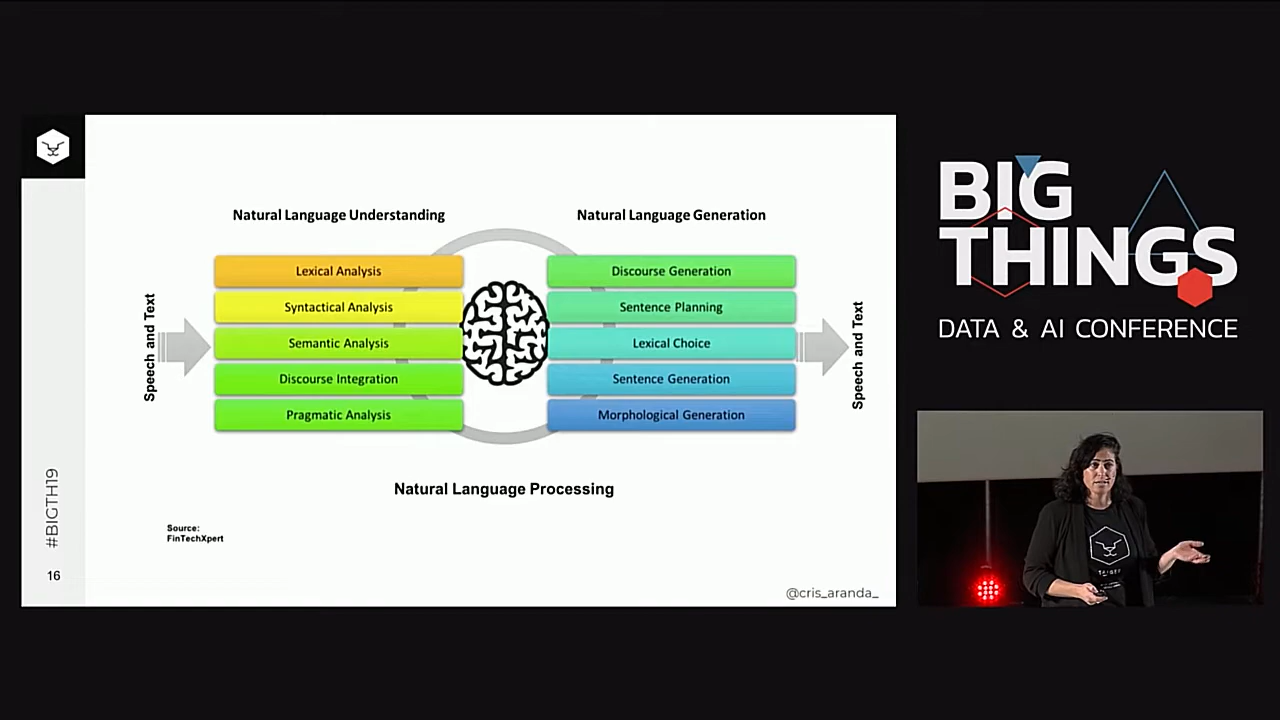 Natural Language Understanding
Natural Language Generation
Speech and Text
Lexical Analysis
Syntactical Analysis
Semantic Analysis
Discourse Integration
Pragmatic Analysis
Discourse Generation
Sentence Planning
Lexical Choice
Sentence Generation
Morphological Generation
Speech and Text
Natural Language Processing
Source:
FinTechXpert
#BIGTH19
16
@cris_aranda_
BIG
THINGS
DATA & AI CONFERENCE